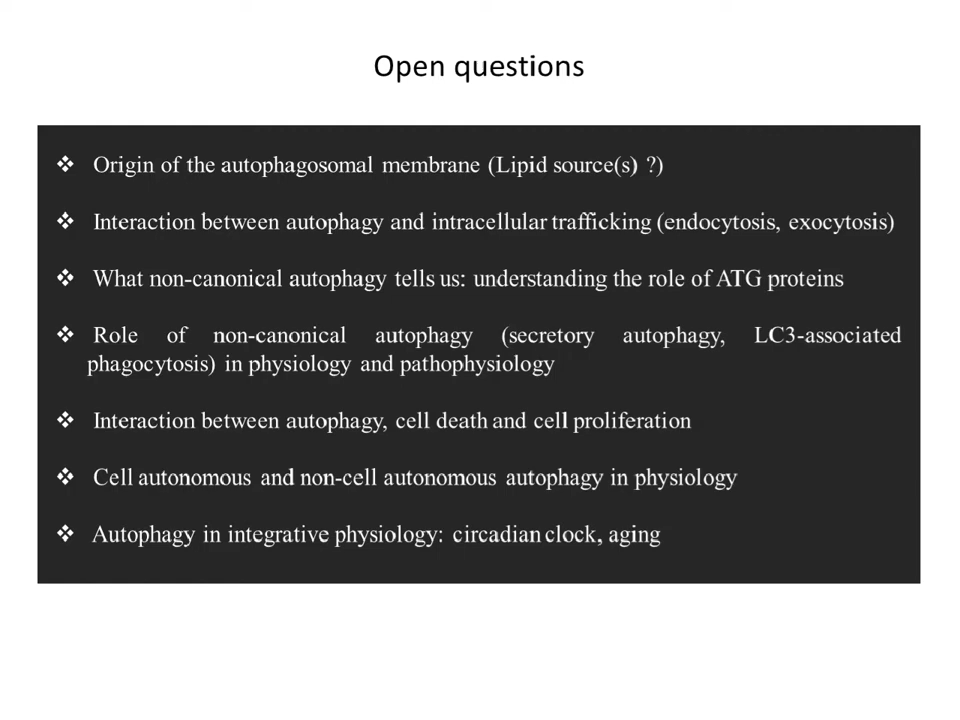 Open questions
❖ Origin of the autophagosomal membrane (Lipid source(s) ?)
❖ Interaction between autophagy and intracellular trafficking (endocytosis, exocytosis)
❖ What non-canonical autophagy tells us: understanding the role of ATG proteins
❖ Role of non-canonical autophagy (secretory autophagy, LC3-associated
phagocytosis) in physiology and pathophysiology
❖ Interaction between autophagy, cell death and cell proliferation
❖ Cell autonomous and non-cell autonomous autophagy in physiology
❖ Autophagy in integrative physiology: circadian clock, aging